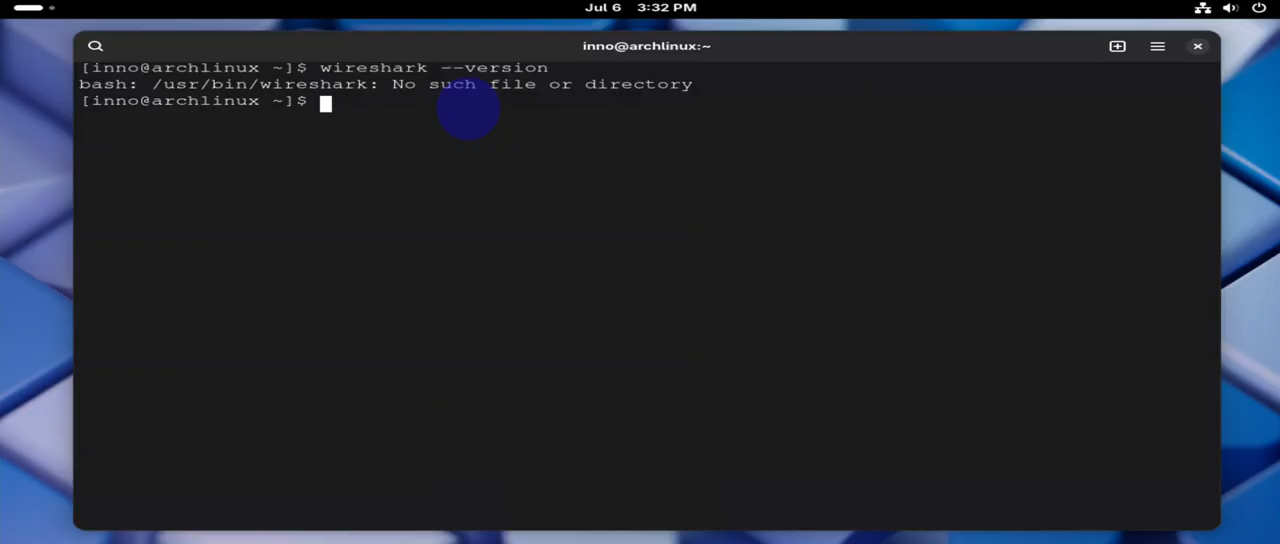 Jul 6 3:32 PM
inno@archlinux:~
[inno@archlinux ~]$ wireshark --version
bash: /usr/bin/wireshark: No such file or directory
[inno@archlinux ~]$